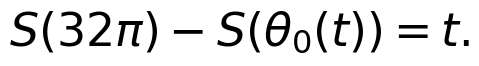 S(32π) − S(θ₀(t)) = t.